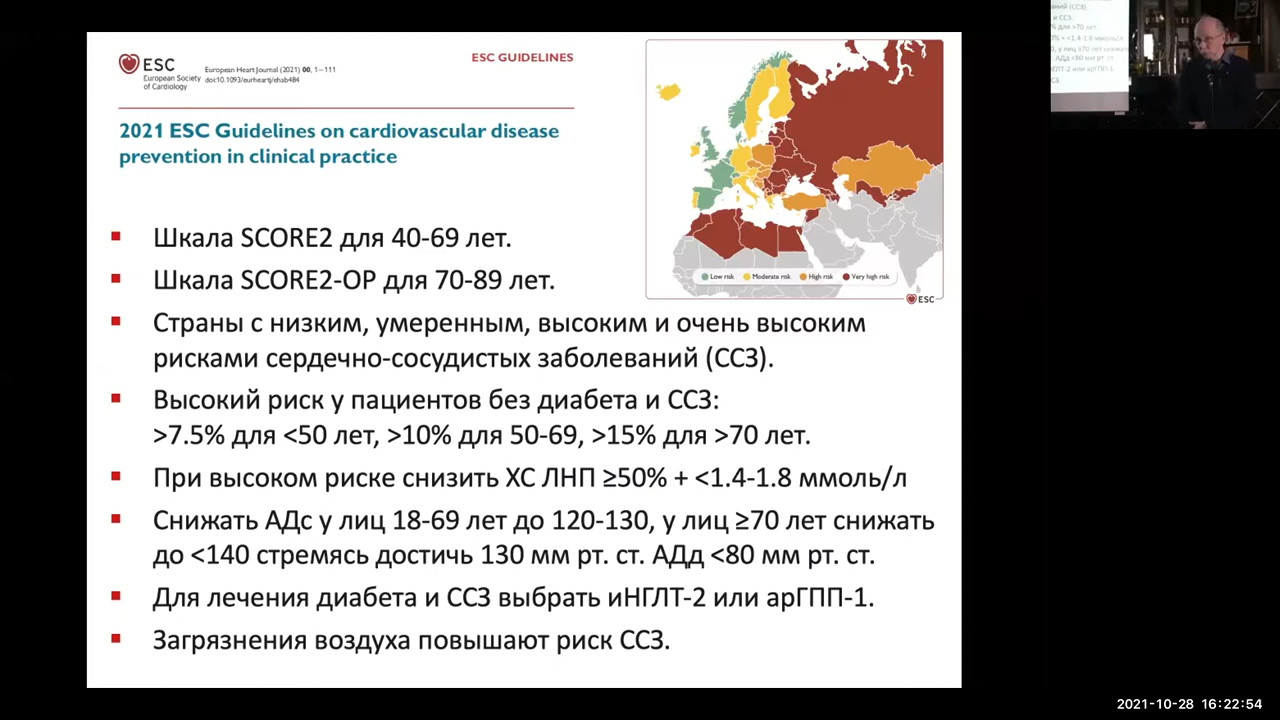 ESC
European Society
of Cardiology
European Heart Journal (2021) 00, 1–111
doi:10.1093/eurheartj/ehab484
ESC GUIDELINES
2021 ESC Guidelines on cardiovascular disease
prevention in clinical practice
Low risk
Moderate risk
High risk
Very high risk
ESC
Шкала SCORE2 для 40-69 лет.
Шкала SCORE2-OP для 70-89 лет.
Страны с низким, умеренным, высоким и очень высоким
рисками сердечно-сосудистых заболеваний (ССЗ).
Высокий риск у пациентов без диабета и ССЗ:
>7.5% для <50 лет, >10% для 50-69, >15% для >70 лет.
При высоком риске снизить ХС ЛНП ≥50% + <1.4-1.8 ммоль/л
Снижать АДс у лиц 18-69 лет до 120-130, у лиц ≥70 лет снижать
до <140 стремясь достичь 130 мм рт. ст. АДд <80 мм рт. ст.
Для лечения диабета и ССЗ выбрать иНГЛТ-2 или арГПП-1.
Загрязнения воздуха повышают риск ССЗ.
2021-10-28 16:22:54